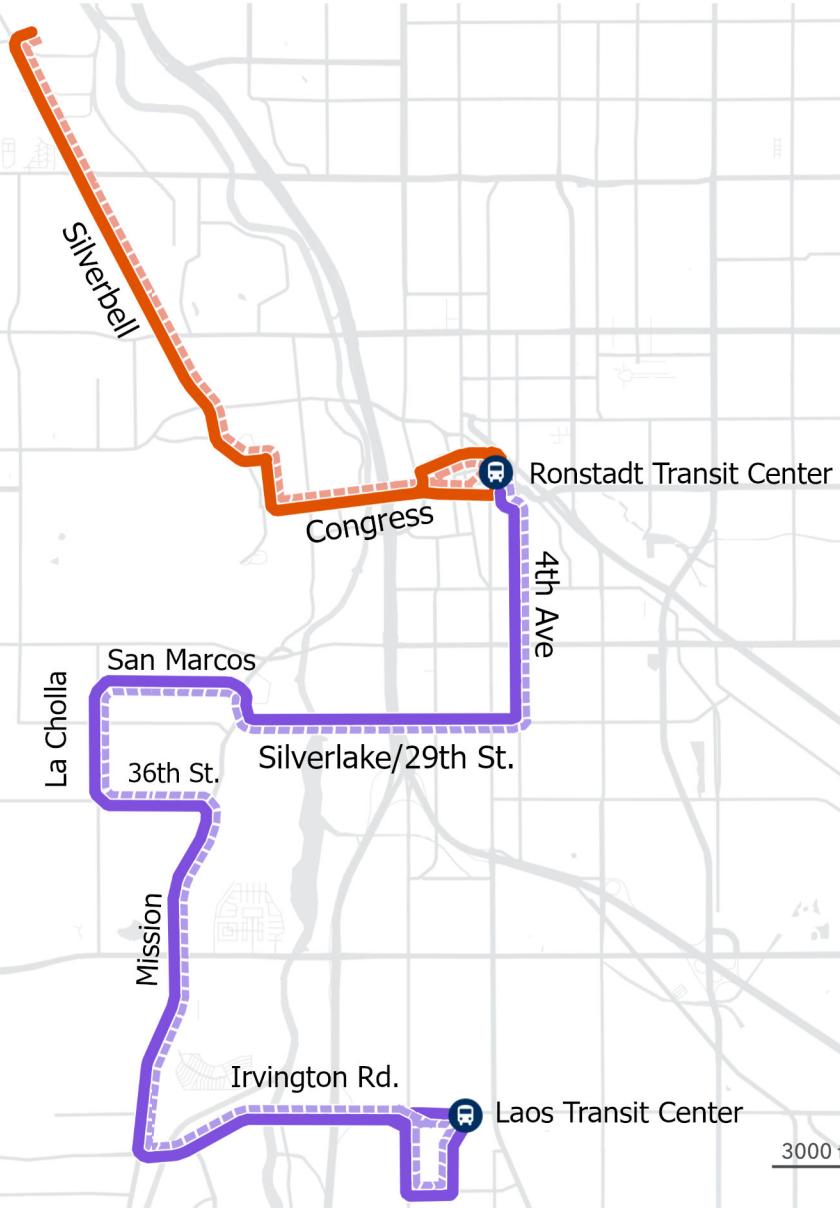 Silverbell
Ronstadt Transit Center
Congress
4th Ave
San Marcos
La Cholla
Silverlake/29th St.
36th St.
Mission
Irvington Rd.
Laos Transit Center
3000